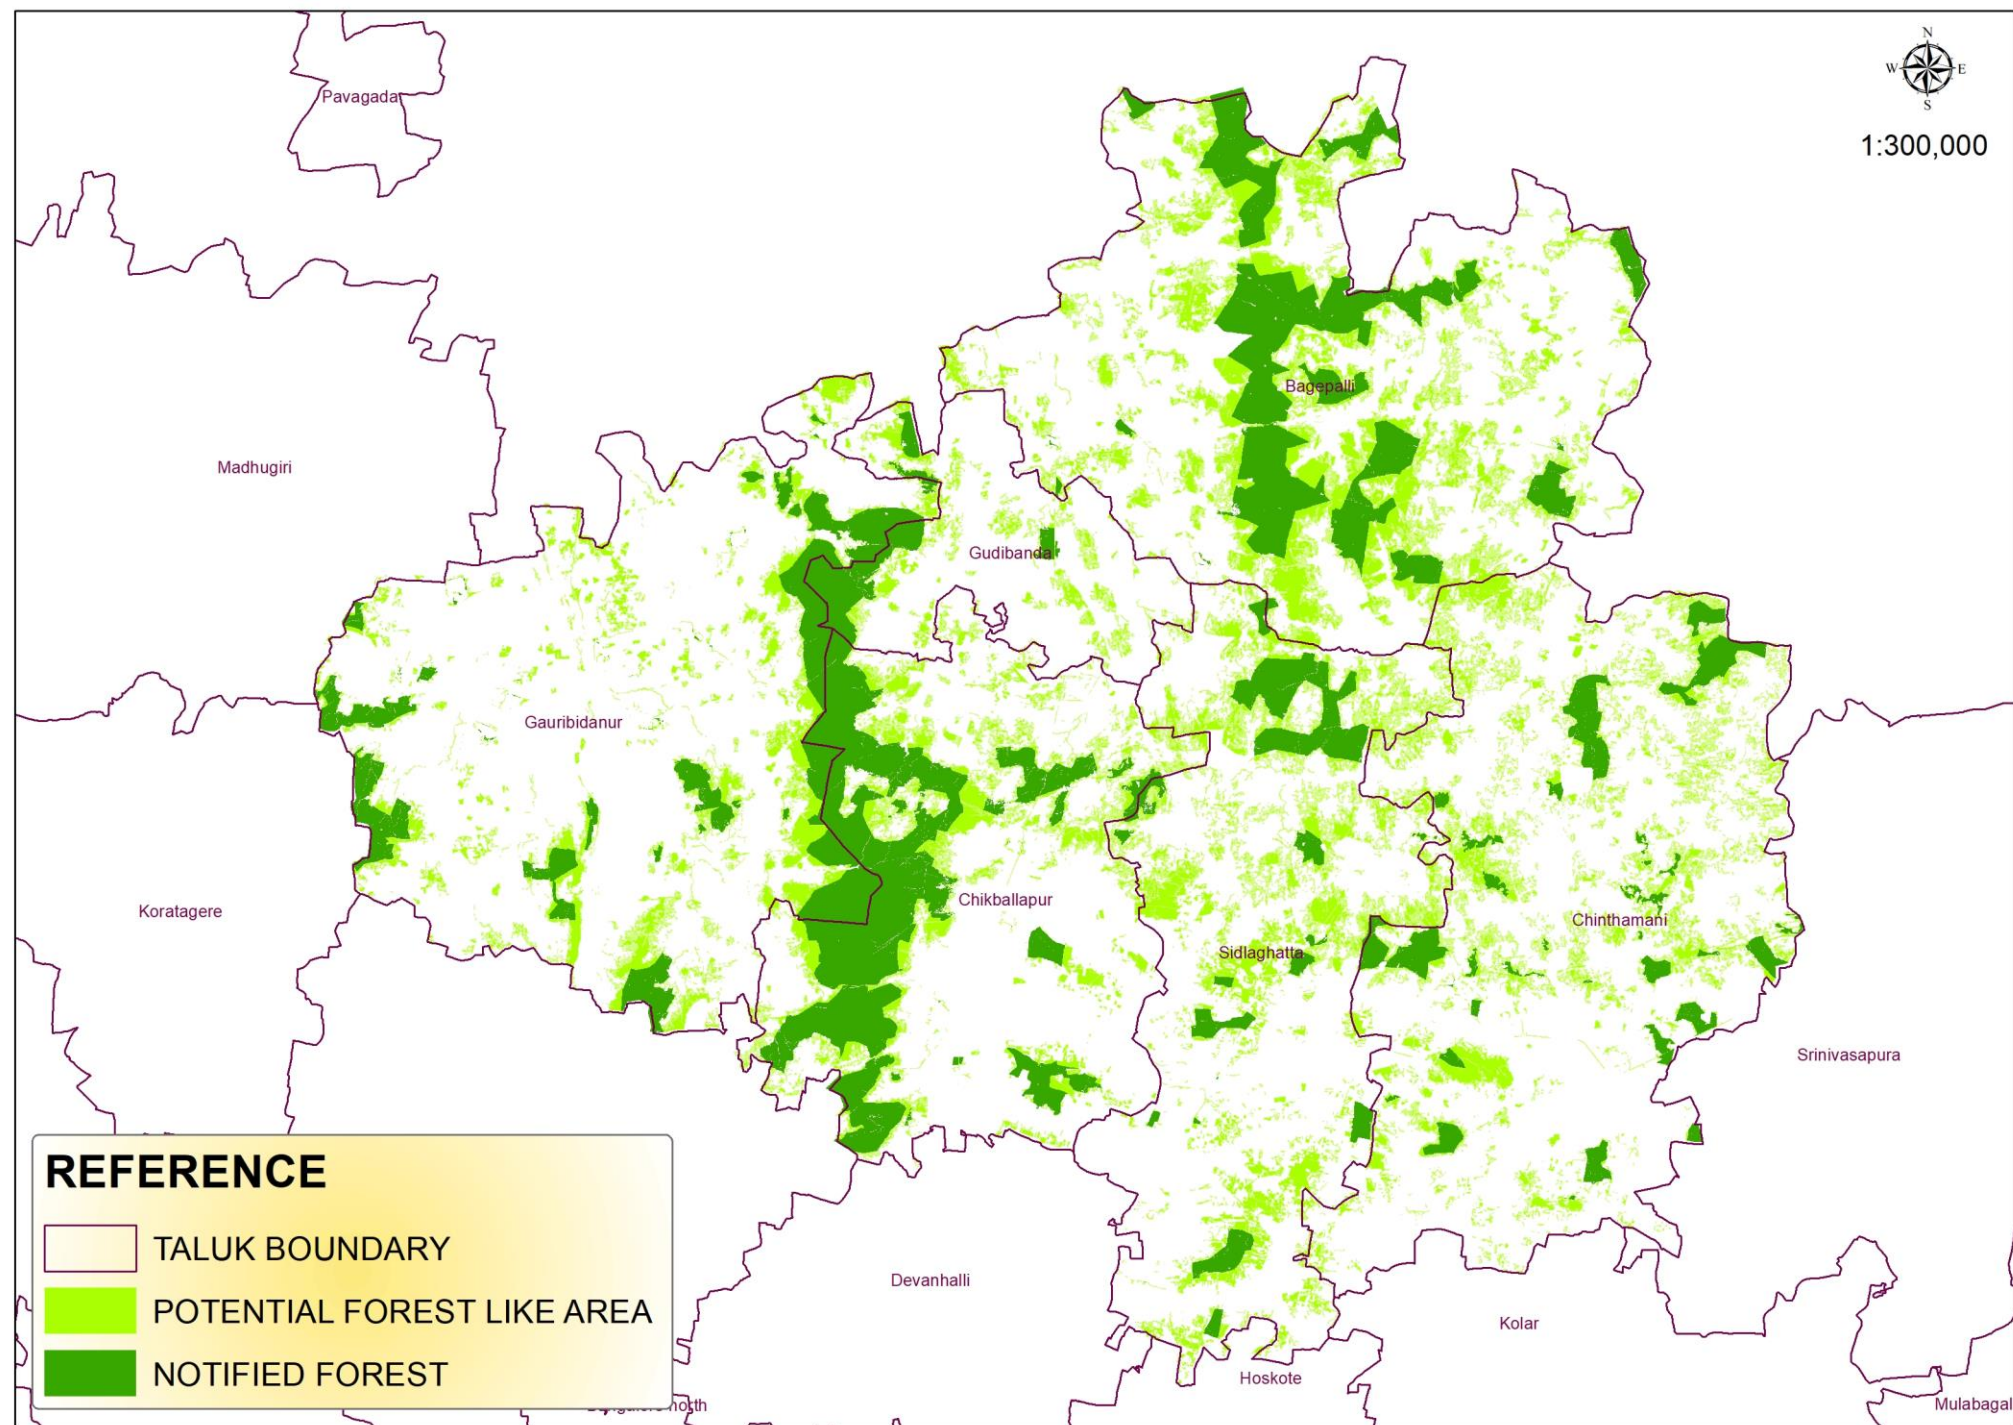 N
W E
S
1:300,000
Pavagada
Bagepalli
Madhugiri
Gudibanda
Gauribidanur
Chikballapur
Koratagere
Chinthamani
Sidlaghatta
Srinivasapura
REFERENCE
TALUK BOUNDARY
POTENTIAL FOREST LIKE AREA
NOTIFIED FOREST
Devanhalli
Kolar
Hoskote
north
Mulabagal